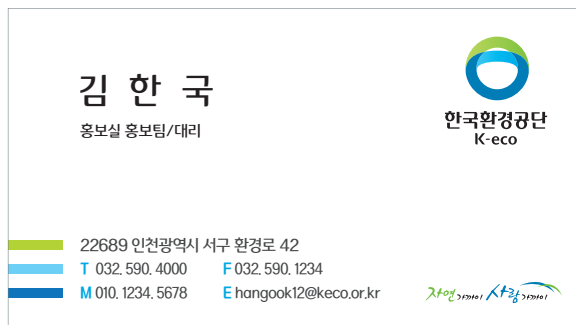 김 한 국
홍보실 홍보팀/대리
한국환경공단
K-eco
22689 인천광역시 서구 환경로 42
T 032. 590. 4000 F 032. 590. 1234
M 010. 1234. 5678 E hangook12@keco.or.kr
자연 가까이 사람 가까이